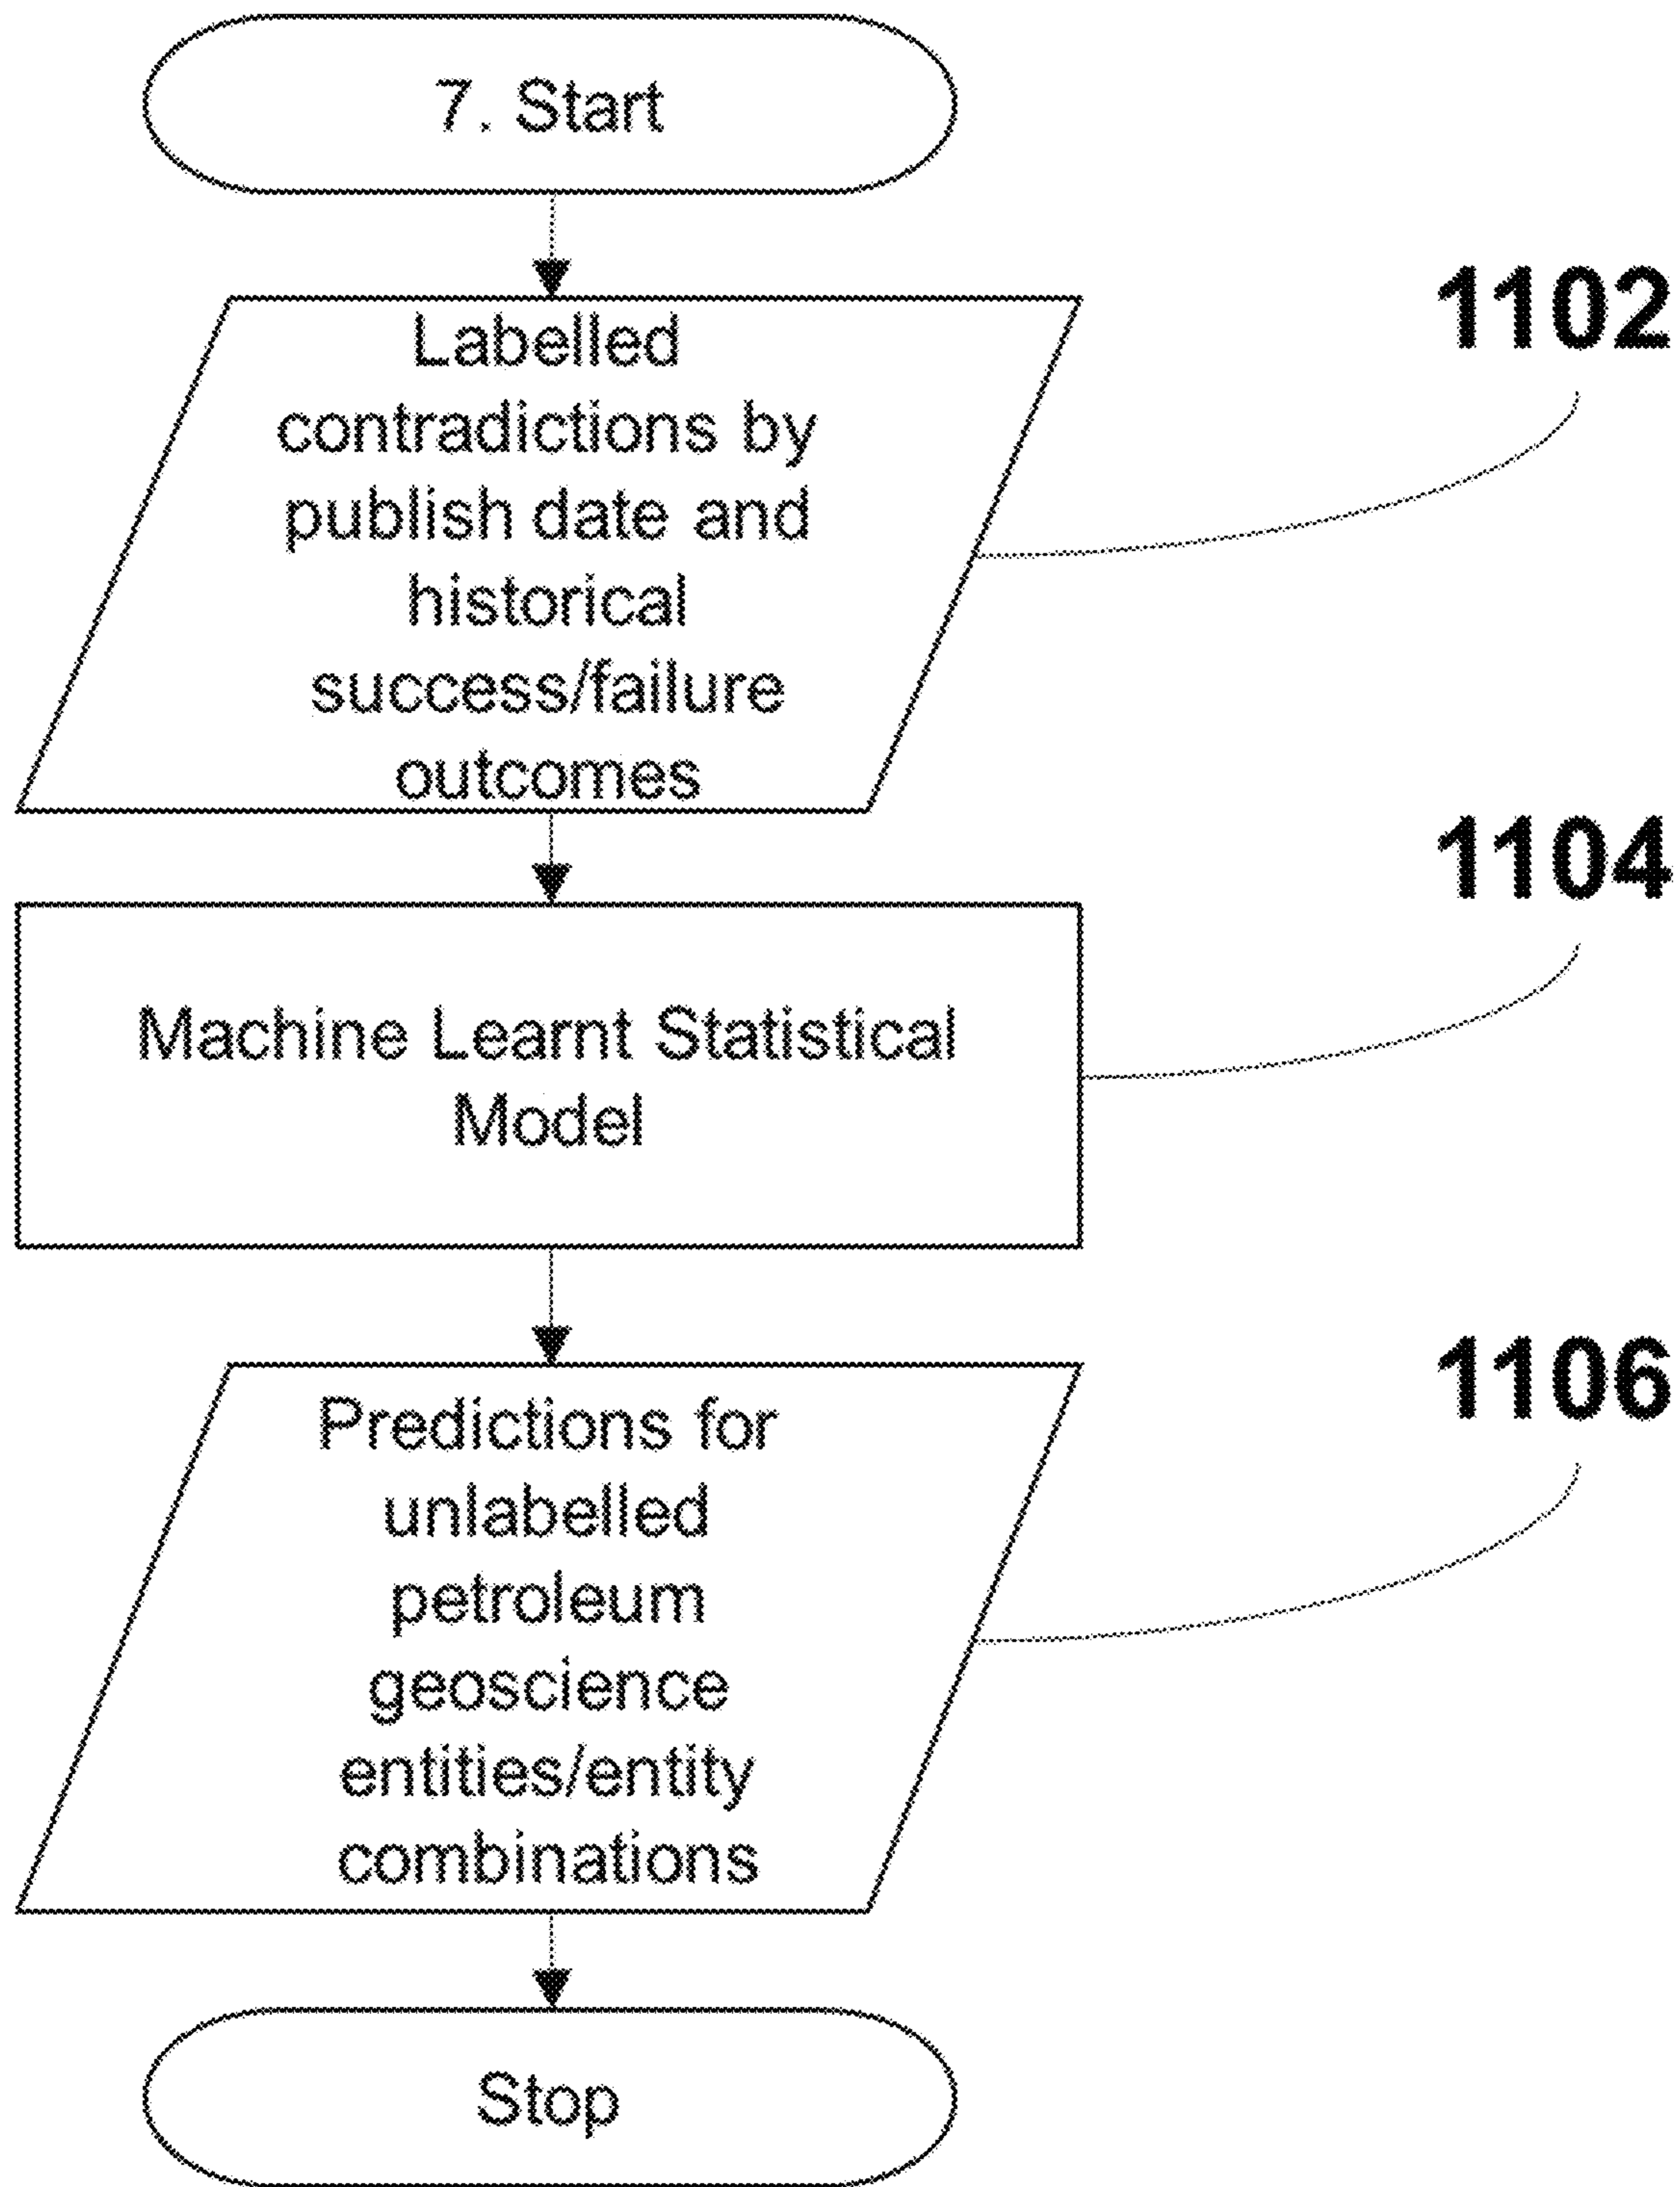 7. Start
1102
Labelled
contradictions by
publish date and
historical
success/failure
outcomes
1104
Machine Learnt Statistical
Model
1106
Predictions for
unlabelled
petroleum
geoscience
entities/entity
combinations
Stop